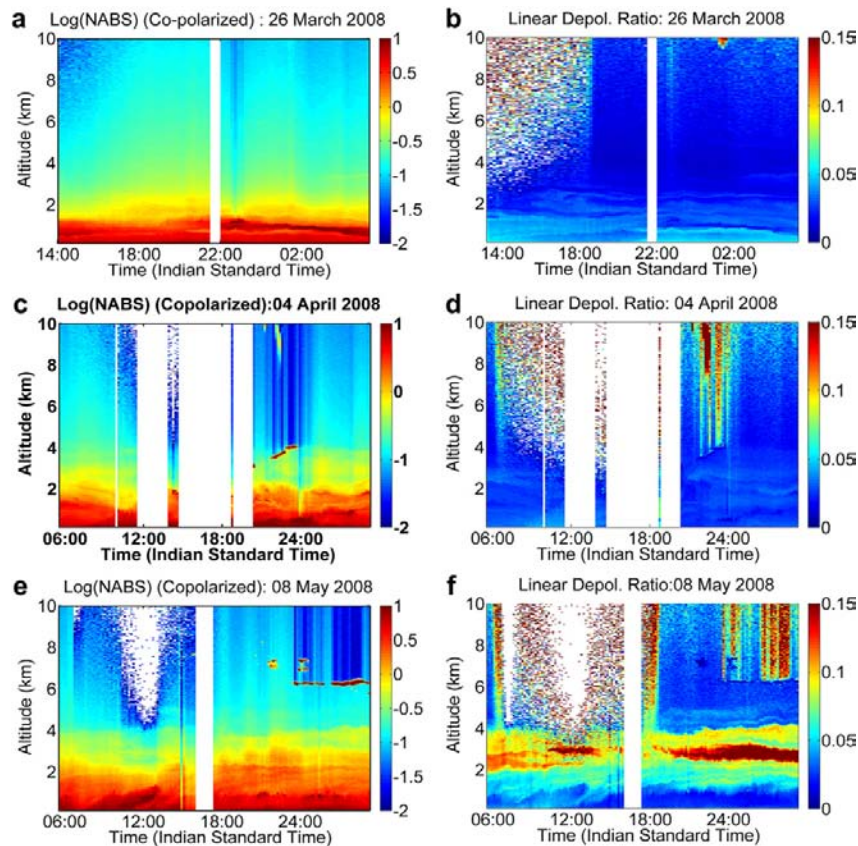 a
Log(NABS) (Co-polarized) : 26 March 2008
10
8
6
4
2
Altitude (km)
14:00 18:00 22:00 02:00
Time (Indian Standard Time)
1
0.5
0
-0.5
-1
-1.5
-2
b
Linear Depol. Ratio: 26 March 2008
10
8
6
4
2
Altitude (km)
14:00 18:00 22:00 02:00
Time (Indian Standard Time)
0.15
0.1
0.05
0
c
Log(NABS) (Copolarized):04 April 2008
10
8
6
4
2
Altitude (km)
06:00 12:00 18:00 24:00
Time (Indian Standard Time)
1
0
-1
-2
d
Linear Depol. Ratio: 04 April 2008
10
8
6
4
2
Altitude (km)
06:00 12:00 18:00 24:00
Time (Indian Standard Time)
0.15
0.1
0.05
0
e
Log(NABS) (Copolarized): 08 May 2008
10
8
6
4
2
Altitude (km)
06:00 12:00 18:00 24:00
Time (Indian Standard Time)
1
0.5
0
-0.5
-1
-1.5
-2
f
Linear Depol. Ratio:08 May 2008
10
8
6
4
2
Altitude (km)
06:00 12:00 18:00 24:00
Time (Indian Standard Time)
0.15
0.1
0.05
0